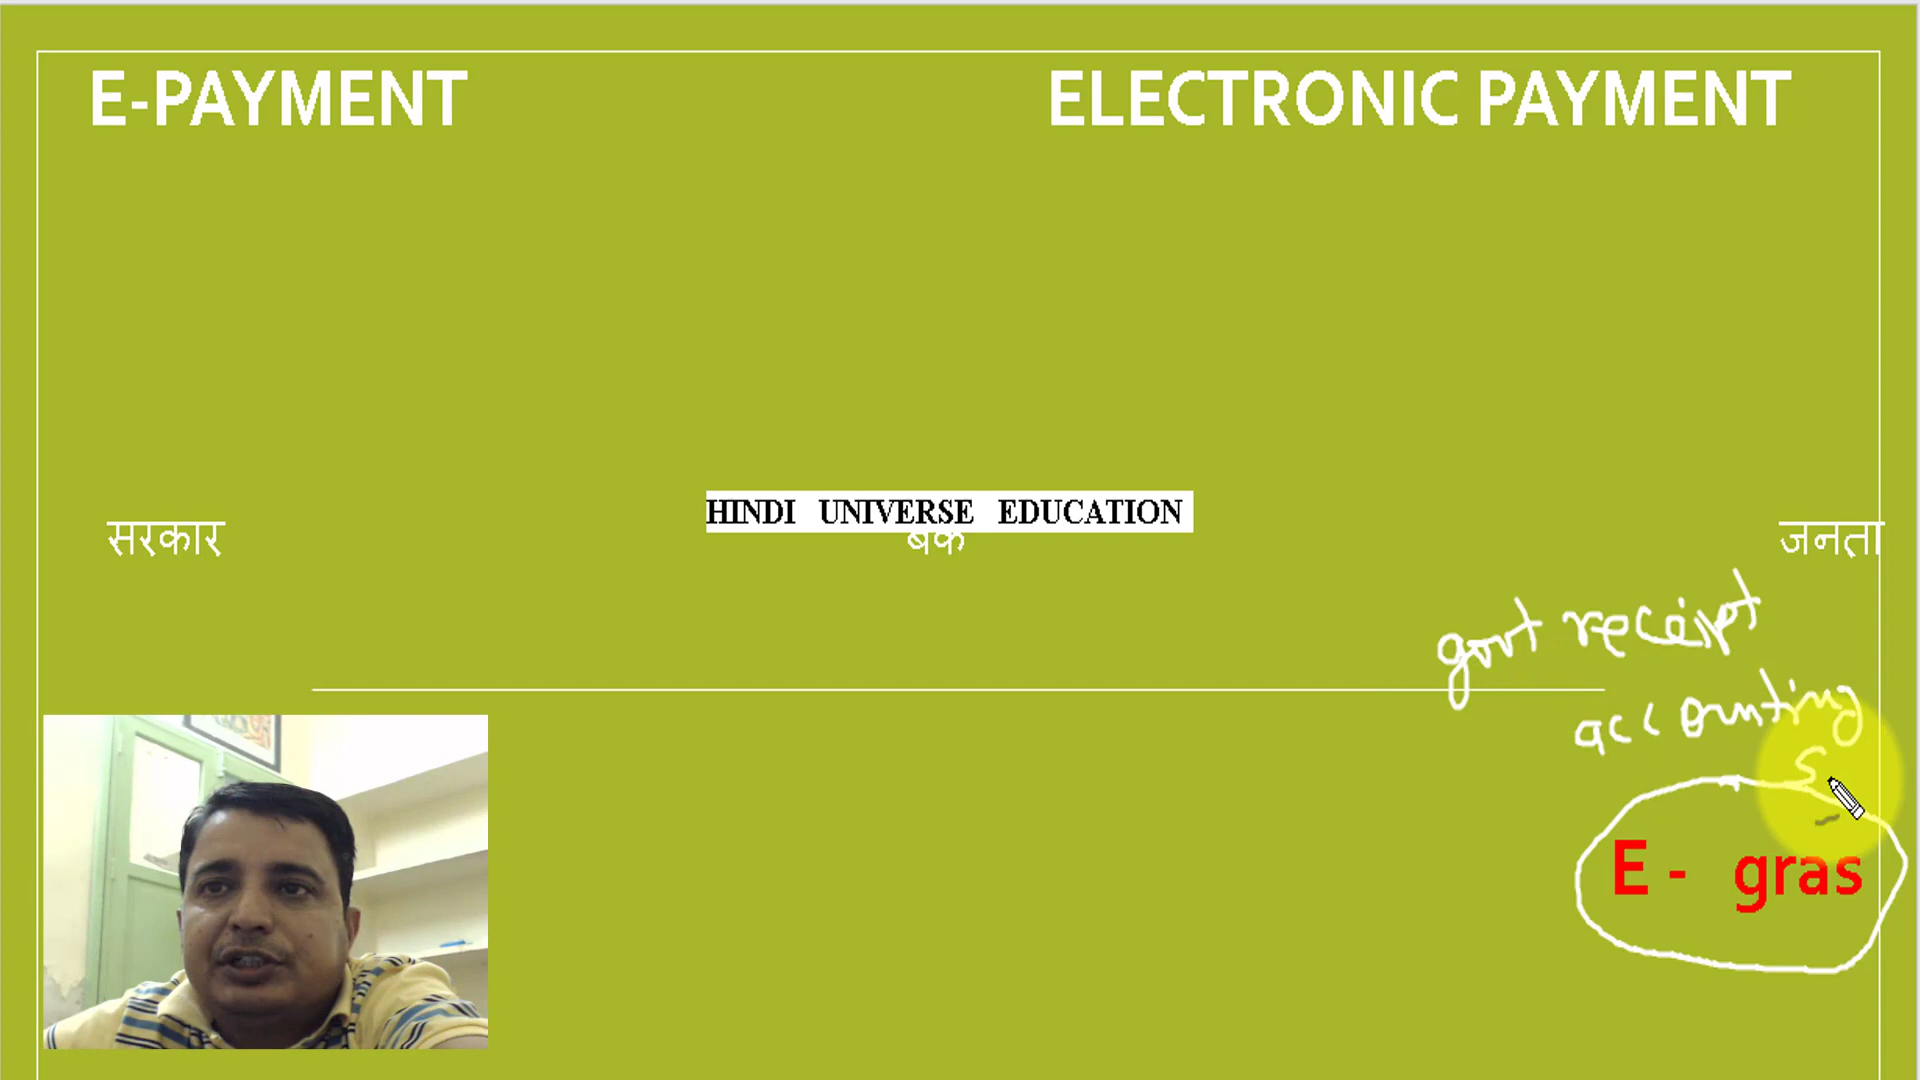 E-PAYMENT ELECTRONIC PAYMENT
HINDI UNIVERSE EDUCATION
सरकार बैंक जनता
govt receipt
accounting
S
E - gras